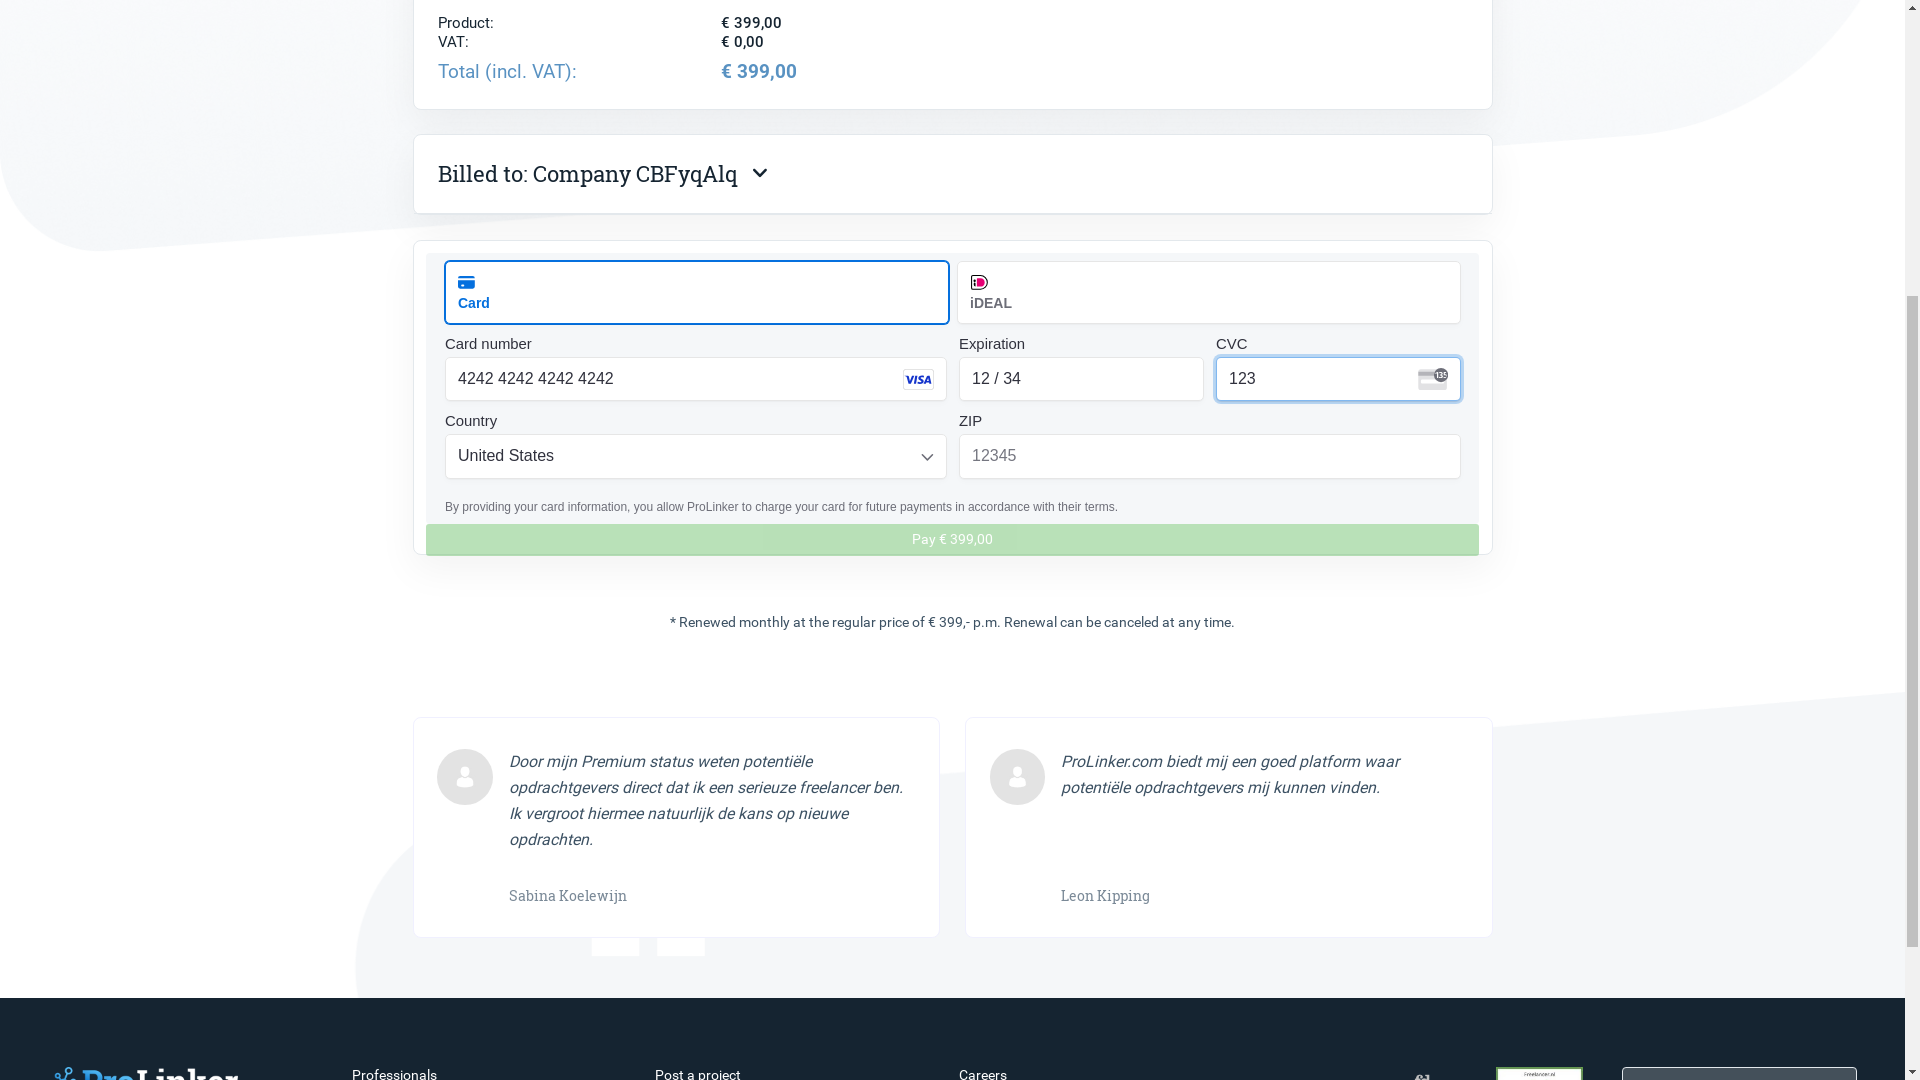 Product: € 399,00
VAT: € 0,00
Total (incl. VAT): € 399,00
Billed to: Company CBFyqAlq
Card
iDEAL
Card number
Expiration
CVC
4242 4242 4242 4242
VISA
12 / 34
123
135
Country
ZIP
United States
12345
By providing your card information, you allow ProLinker to charge your card for future payments in accordance with their terms.
Pay € 399,00
* Renewed monthly at the regular price of € 399,- p.m. Renewal can be canceled at any time.
Door mijn Premium status weten potentiële
opdrachtgevers direct dat ik een serieuze freelancer ben.
Ik vergroot hiermee natuurlijk de kans op nieuwe
opdrachten.
Sabina Koelewijn
ProLinker.com biedt mij een goed platform waar
potentiële opdrachtgevers mij kunnen vinden.
Leon Kipping
ProLinker
Professionals
Post a project
Careers
Freelancer.nl